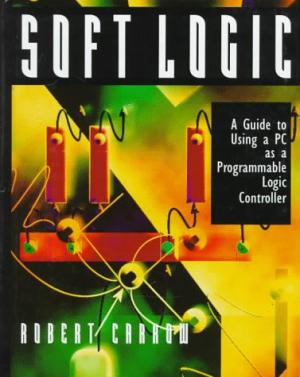 SOFT LOGIC
A Guide to
Using a PC
as a
Programmable
Logic
Controller
ROBERT CARROW